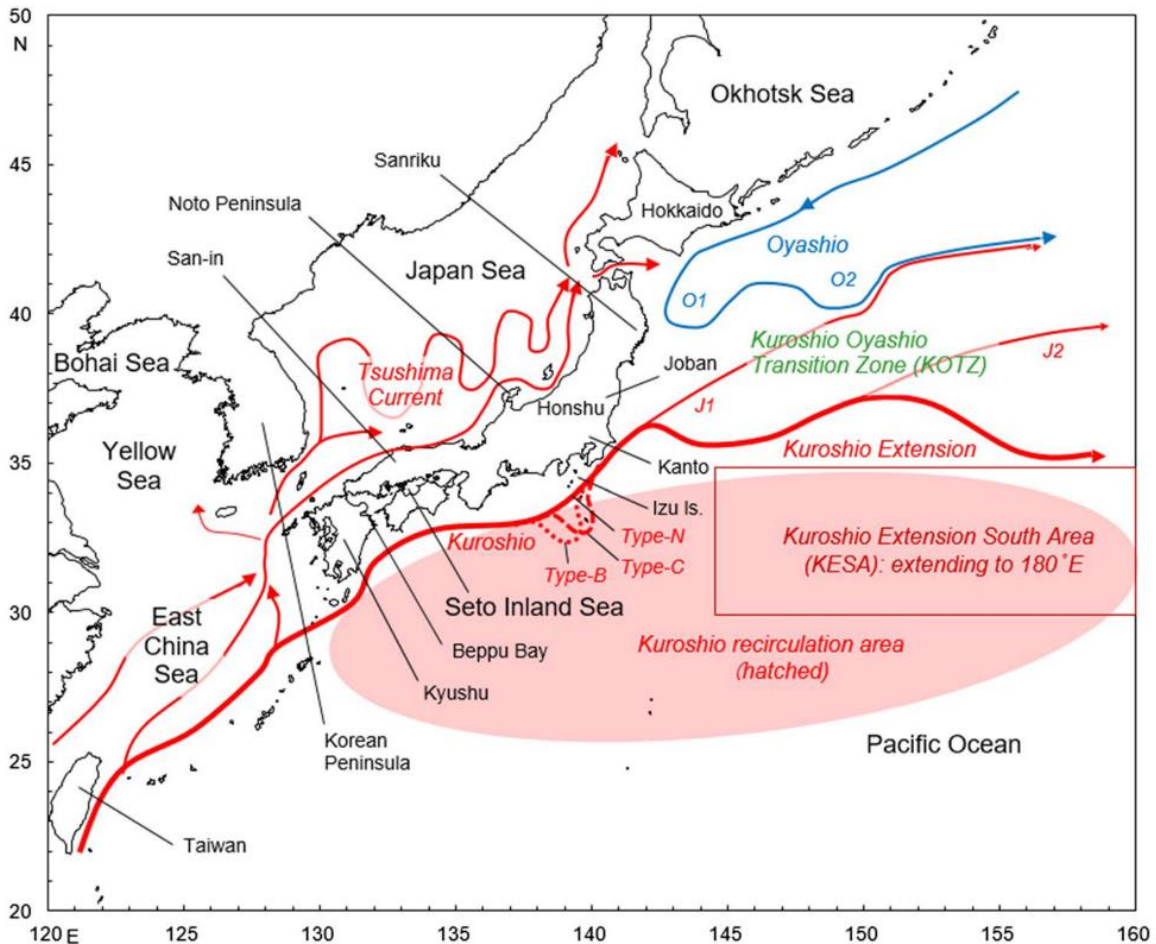 50
N
45
40
35
30
25
20
120 E
125
130
135
140
145
150
155
160
Okhotsk Sea
Sanriku
Noto Peninsula
Hokkaido
San-in
Japan Sea
Oyashio
O1
O2
Bohai Sea
Tsushima
Current
Kuroshio Oyashio
Transition Zone (KOTZ)
J1
J2
Joban
Honshu
Yellow
Sea
Kuroshio Extension
Kanto
Izu Is.
Kuroshio
Type-N
Type-B
Type-C
Kuroshio Extension South Area
(KESA): extending to 180˚E
East
China
Sea
Seto Inland Sea
Beppu Bay
Kuroshio recirculation area
(hatched)
Kyushu
Korean
Peninsula
Pacific Ocean
Taiwan